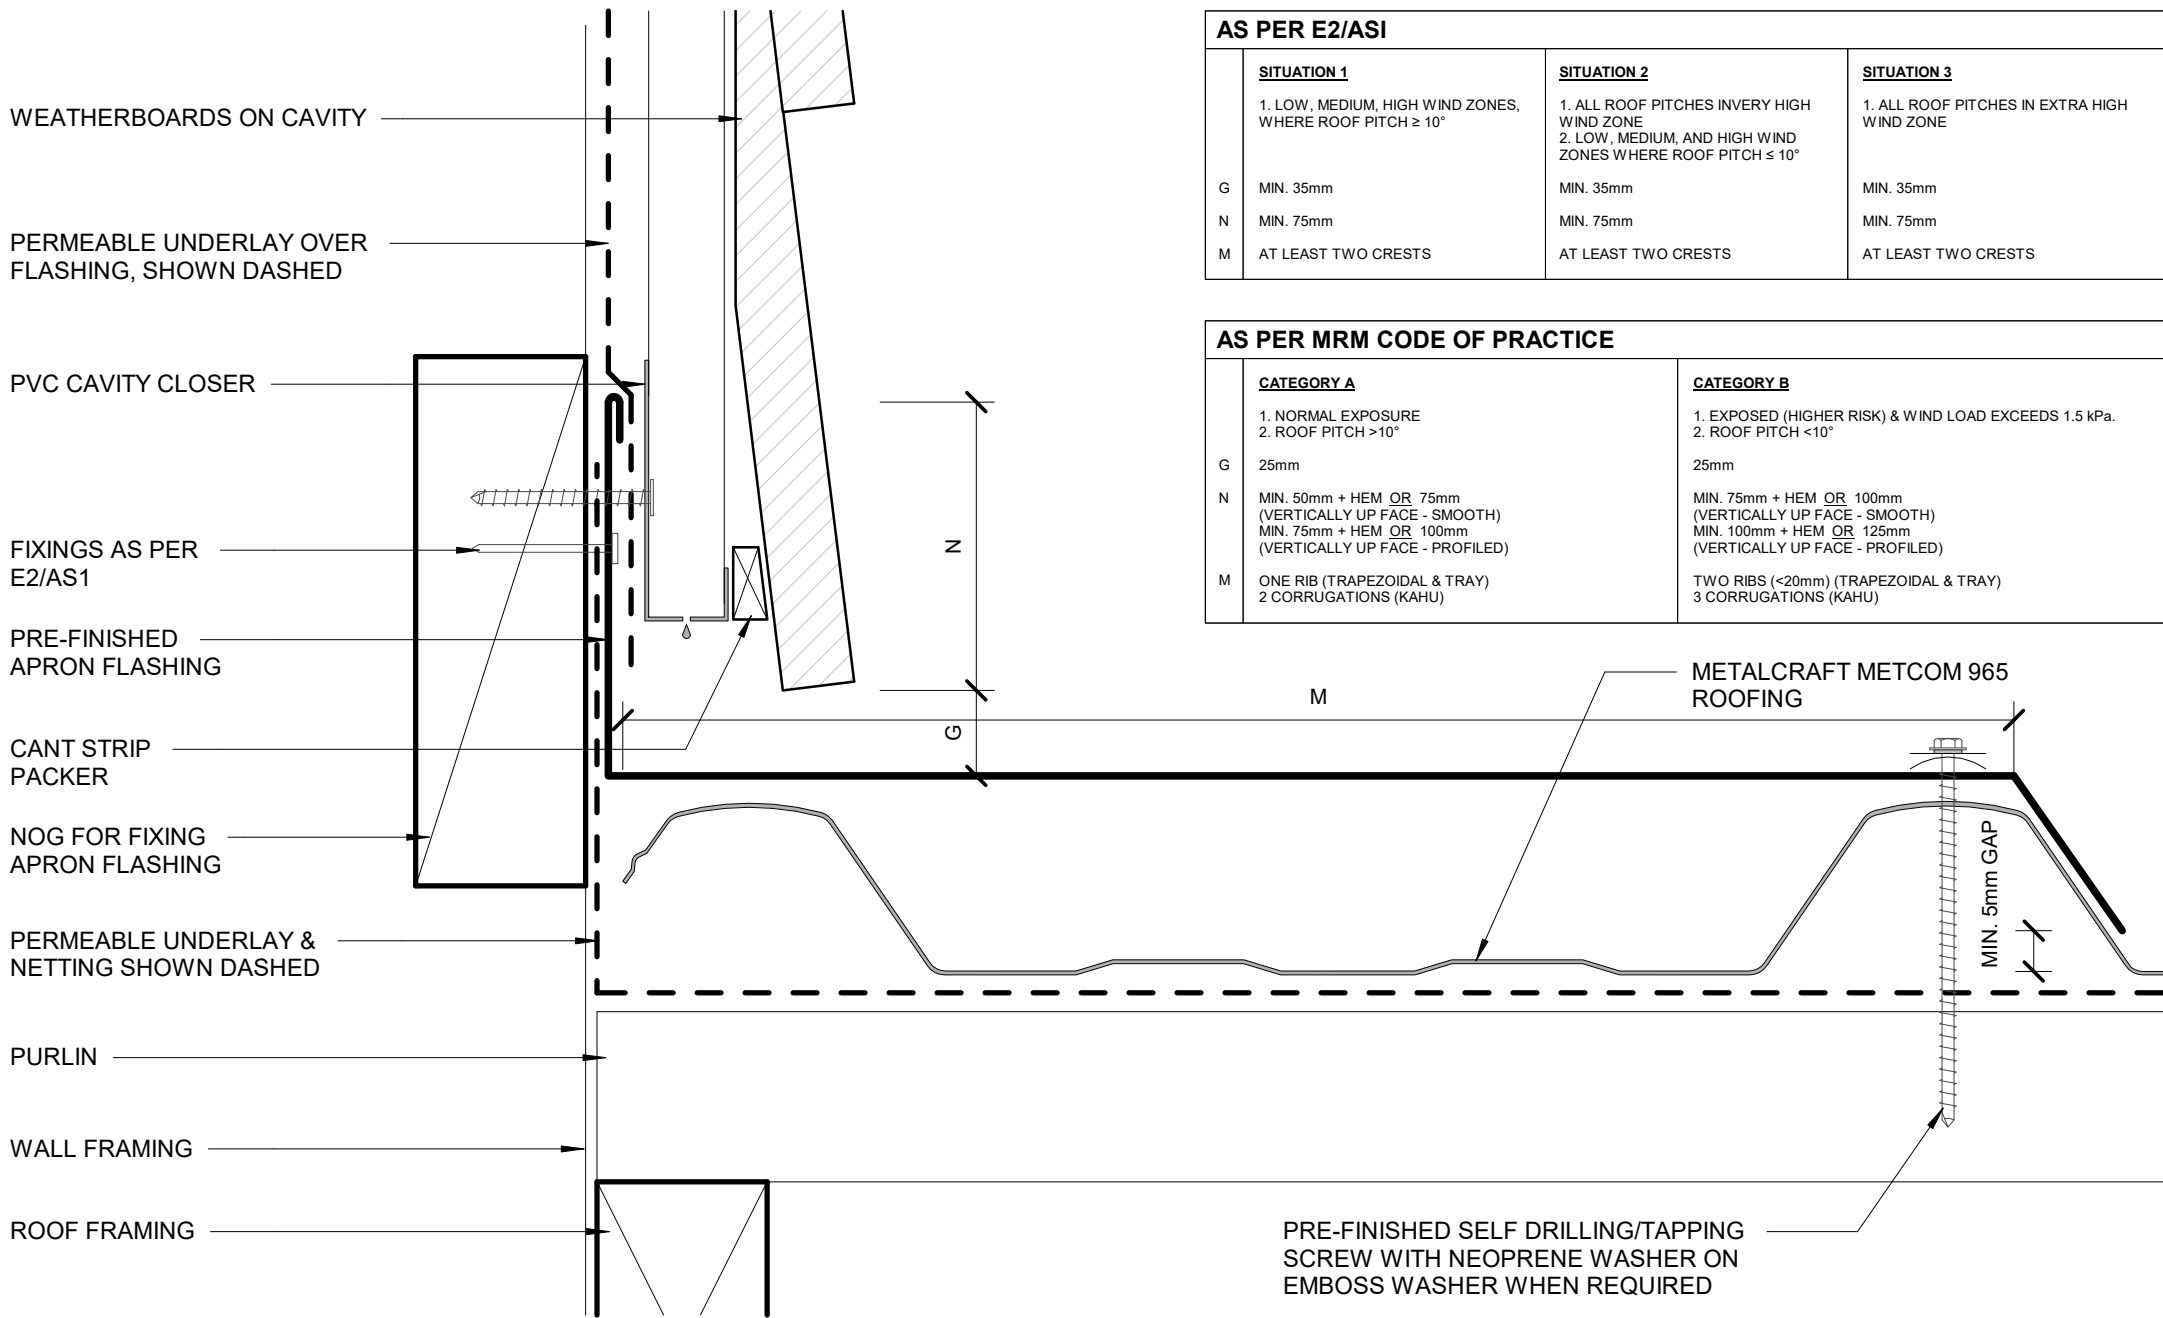 WEATHERBOARDS ON CAVITY
PERMEABLE UNDERLAY OVER
FLASHING, SHOWN DASHED
PVC CAVITY CLOSER
FIXINGS AS PER
E2/AS1
PRE-FINISHED
APRON FLASHING
CANT STRIP
PACKER
NOG FOR FIXING
APRON FLASHING
PERMEABLE UNDERLAY &
NETTING SHOWN DASHED
PURLIN
WALL FRAMING
ROOF FRAMING
N
G
M
AS PER E2/ASI
SITUATION 1
1. LOW, MEDIUM, HIGH WIND ZONES,
WHERE ROOF PITCH ≥ 10°
SITUATION 2
1. ALL ROOF PITCHES INVERY HIGH
WIND ZONE
2. LOW, MEDIUM, AND HIGH WIND
ZONES WHERE ROOF PITCH ≤ 10°
SITUATION 3
1. ALL ROOF PITCHES IN EXTRA HIGH
WIND ZONE
G MIN. 35mm MIN. 35mm MIN. 35mm
N MIN. 75mm MIN. 75mm MIN. 75mm
M AT LEAST TWO CRESTS AT LEAST TWO CRESTS AT LEAST TWO CRESTS
AS PER MRM CODE OF PRACTICE
CATEGORY A
1. NORMAL EXPOSURE
2. ROOF PITCH >10°
CATEGORY B
1. EXPOSED (HIGHER RISK) & WIND LOAD EXCEEDS 1.5 kPa.
2. ROOF PITCH <10°
G 25mm 25mm
N MIN. 50mm + HEM OR 75mm
(VERTICALLY UP FACE - SMOOTH)
MIN. 75mm + HEM OR 100mm
(VERTICALLY UP FACE - PROFILED)
MIN. 75mm + HEM OR 100mm
(VERTICALLY UP FACE - SMOOTH)
MIN. 100mm + HEM OR 125mm
(VERTICALLY UP FACE - PROFILED)
M ONE RIB (TRAPEZOIDAL & TRAY)
2 CORRUGATIONS (KAHU)
TWO RIBS (<20mm) (TRAPEZOIDAL & TRAY)
3 CORRUGATIONS (KAHU)
METALCRAFT METCOM 965
ROOFING
MIN. 5mm GAP
PRE-FINISHED SELF DRILLING/TAPPING
SCREW WITH NEOPRENE WASHER ON
EMBOSS WASHER WHEN REQUIRED